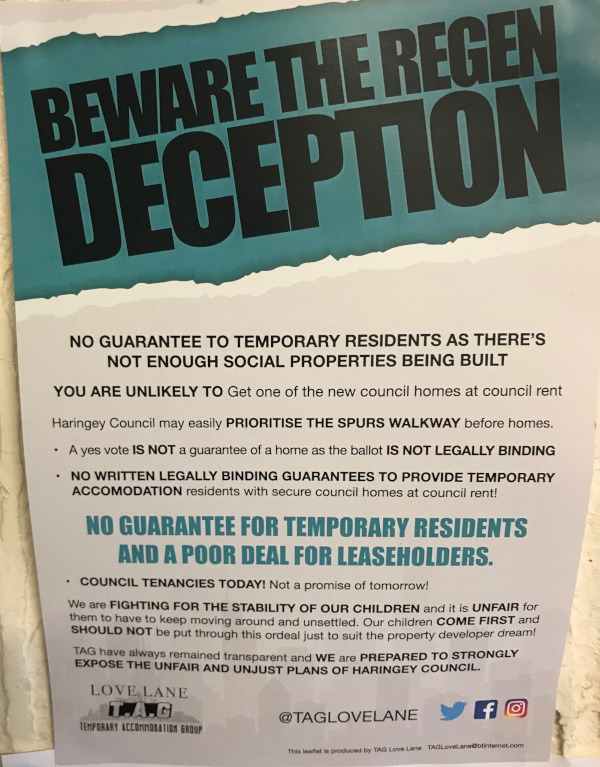 BEWARE THE REGEN
DECEPTION
NO GUARANTEE TO TEMPORARY RESIDENTS AS THERE'S
NOT ENOUGH SOCIAL PROPERTIES BEING BUILT
YOU ARE UNLIKELY TO Get one of the new council homes at council rent
Haringey Council may easily PRIORITISE THE SPURS WALKWAY before homes.
• A yes vote IS NOT a guarantee of a home as the ballot IS NOT LEGALLY BINDING
• NO WRITTEN LEGALLY BINDING GUARANTEES TO PROVIDE TEMPORARY
ACCOMODATION residents with secure council homes at council rent!
NO GUARANTEE FOR TEMPORARY RESIDENTS
AND A POOR DEAL FOR LEASEHOLDERS.
• COUNCIL TENANCIES TODAY! Not a promise of tomorrow!
We are FIGHTING FOR THE STABILITY OF OUR CHILDREN and it is UNFAIR for
them to have to keep moving around and unsettled. Our children COME FIRST and
SHOULD NOT be put through this ordeal just to suit the property developer dream!
TAG have always remained transparent and WE are PREPARED TO STRONGLY
EXPOSE THE UNFAIR AND UNJUST PLANS OF HARINGEY COUNCIL.
LOVE LANE
T.A.G
TEMPORARY ACCOMMODATION GROUP
@TAGLOVELANE
This leaflet is produced by TAG Love Lane TAGLoveLane@btinternet.com